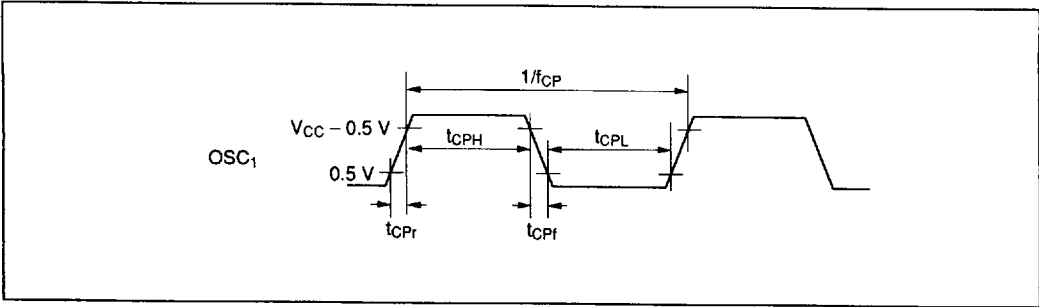 1/fCP
VCC – 0.5 V
tCPH
tCPL
OSC1
0.5 V
tCPr
tCPf